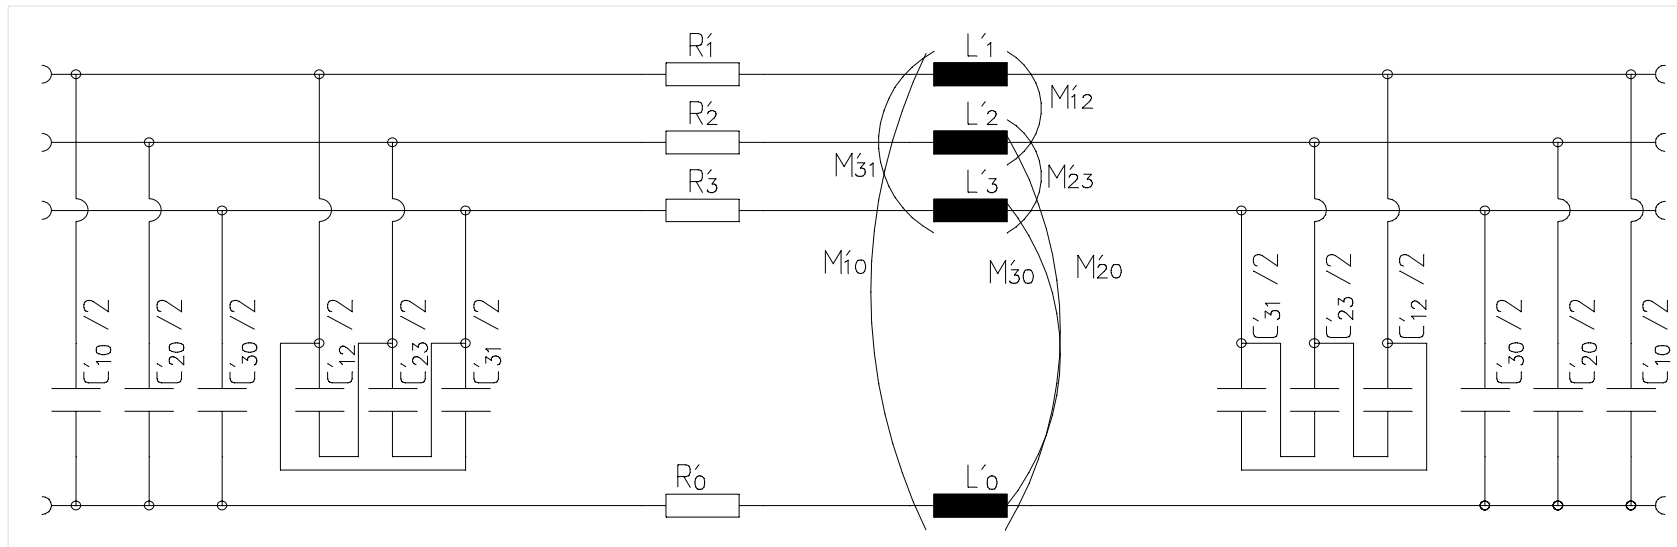 R'1
L'1
M'12
R'2
L'2
M'31
M'23
R'3
L'3
M'10
M'30
M'20
C'10 /2
C'20 /2
C'30 /2
C'12 /2
C'23 /2
C'31 /2
C'31 /2
C'23 /2
C'12 /2
C'30 /2
C'20 /2
C'10 /2
R'0
L'0